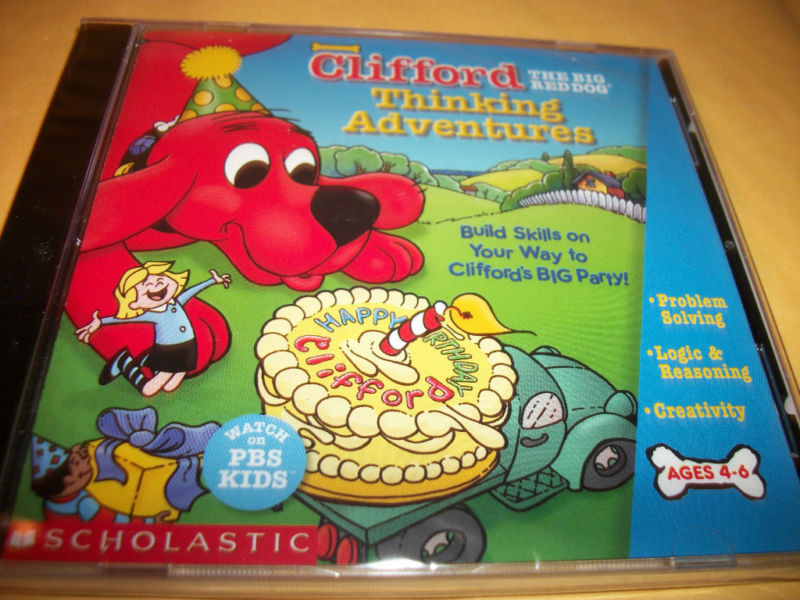 Clifford THE BIG
RED DOG®
Thinking
Adventures
Build Skills on
Your Way to
Clifford's BIG Party!
HAPPY BIRTHDAY
Clifford
• Problem
Solving
• Logic &
Reasoning
• Creativity
AGES 4-6
WATCH
on
PBS
KIDS
SCHOLASTIC